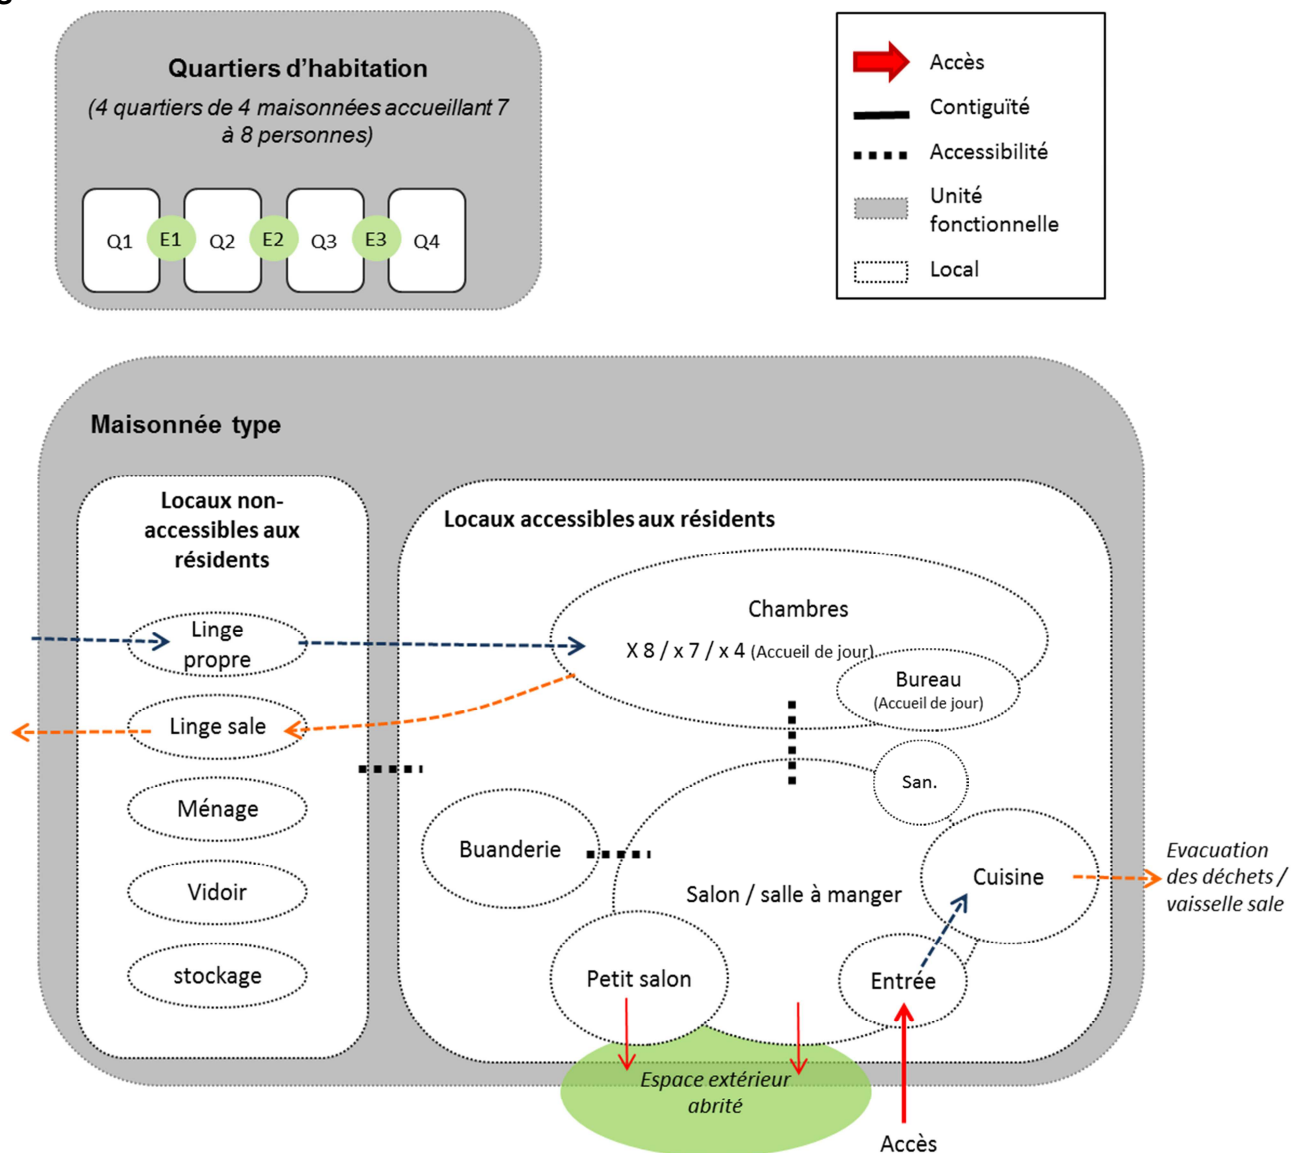 Quartiers d'habitation
(4 quartiers de 4 maisonnées accueillant 7
à 8 personnes)
Q1
E1
Q2
E2
Q3
E3
Q4
Accès
Contiguïté
Accessibilité
Unité
fonctionnelle
Local
Maisonnée type
Locaux non-
accessibles aux
résidents
Linge
propre
Linge sale
Ménage
Vidoir
stockage
Locaux accessibles aux résidents
Chambres
X 8 / x 7 / x 4 (Accueil de jour)
Bureau
(Accueil de jour)
San.
Buanderie
Salon / salle à manger
Cuisine
Petit salon
Entrée
Evacuation
des déchets /
vaisselle sale
Espace extérieur
abrité
Accès